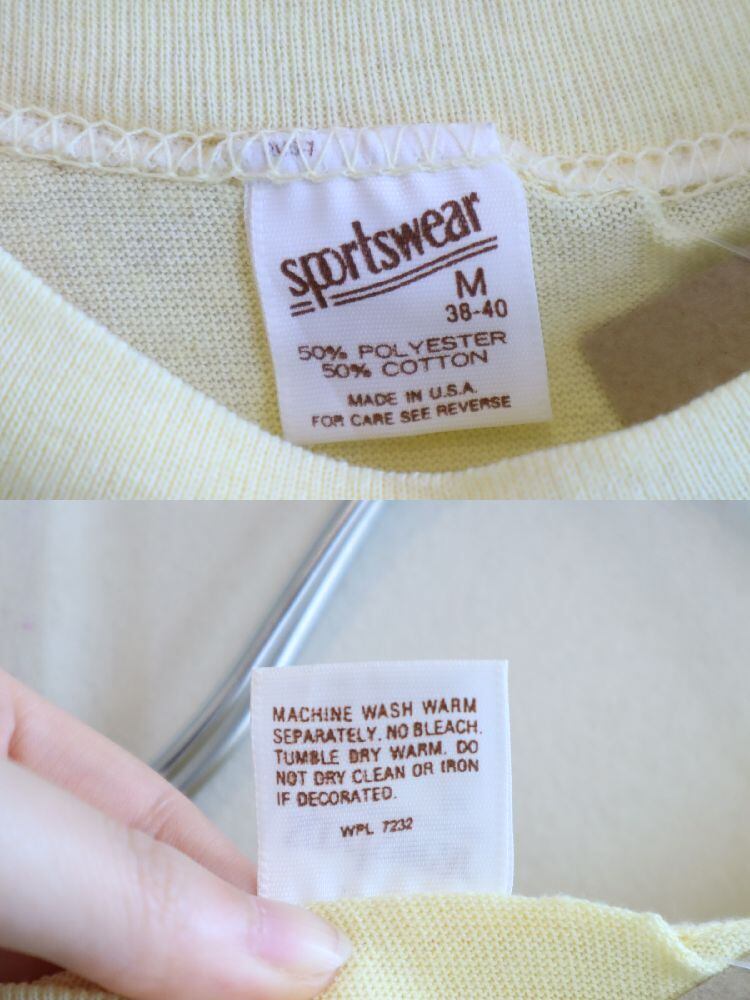 sportswear
M
38-40
50% POLYESTER
50% COTTON
MADE IN U.S.A.
FOR CARE SEE REVERSE
MACHINE WASH WARM
SEPARATELY. NO BLEACH.
TUMBLE DRY WARM. DO
NOT DRY CLEAN OR IRON
IF DECORATED.
WPL 7232